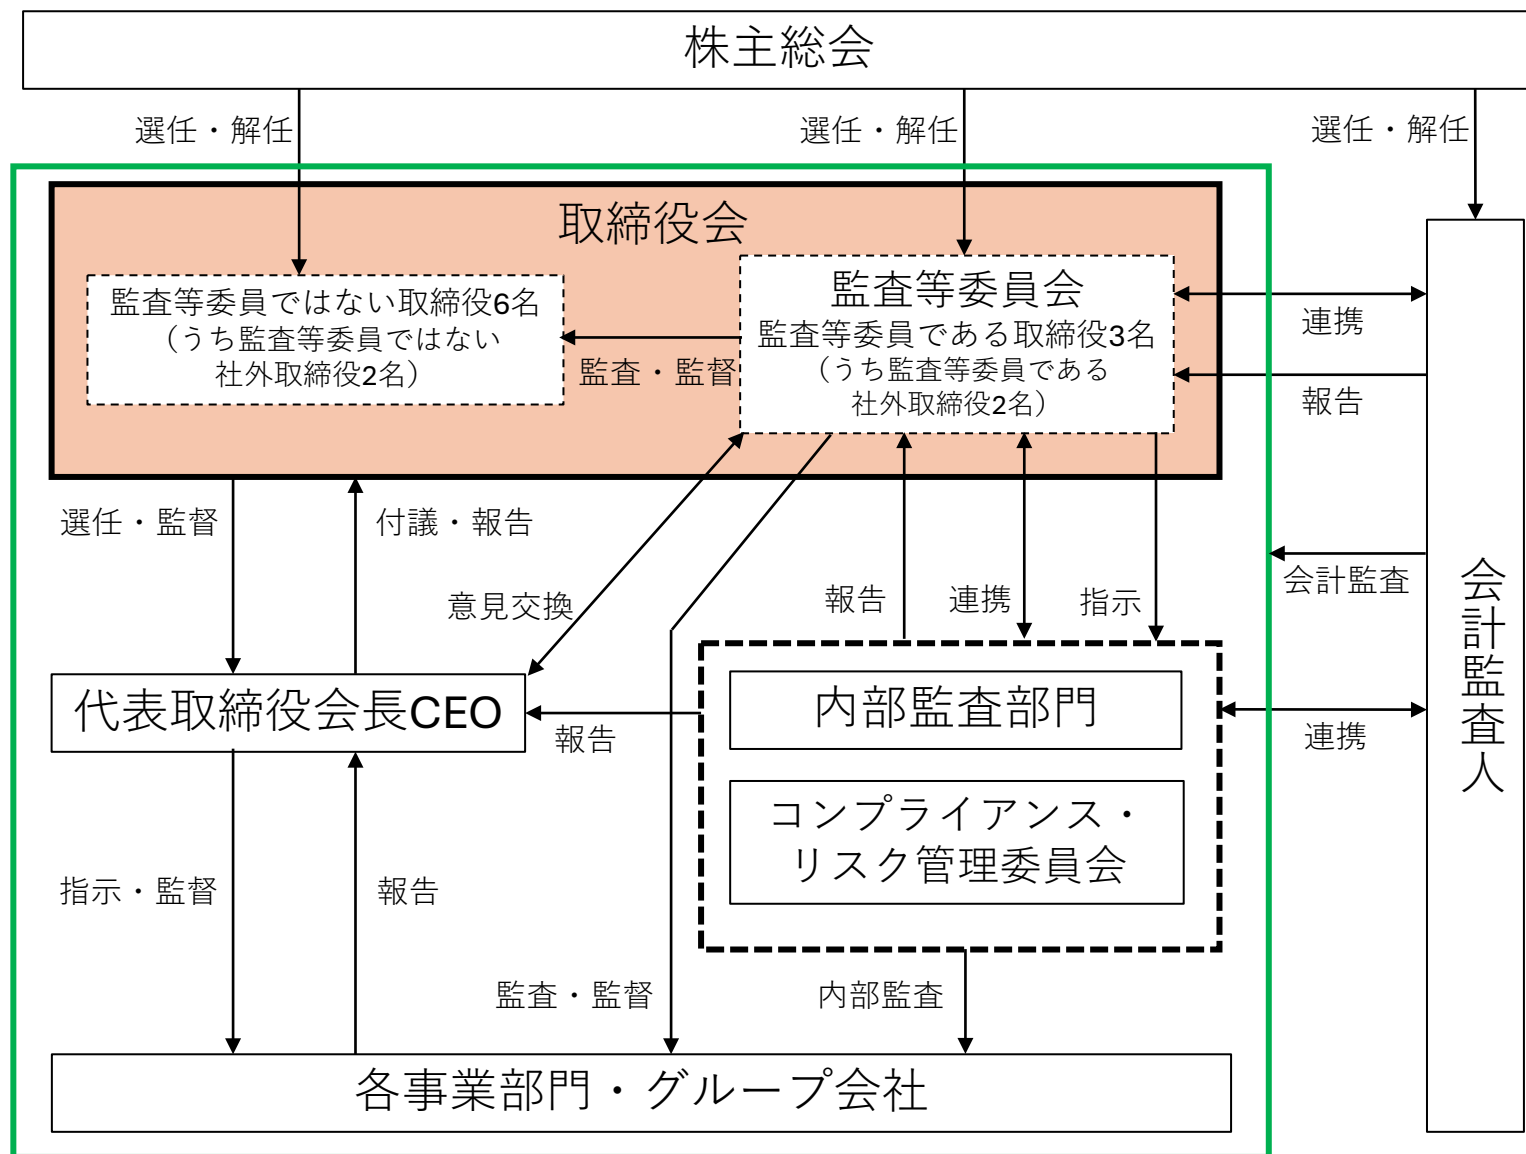 株主総会
選任・解任
選任・解任
選任・解任
取締役会
監査等委員ではない取締役6名
（うち監査等委員ではない
社外取締役2名）
監査・監督
監査等委員会
監査等委員である取締役3名
（うち監査等委員である
社外取締役2名）
連携
報告
選任・監督
付議・報告
意見交換
報告
連携
指示
会計監査
会計監査人
代表取締役会長CEO
報告
内部監査部門
コンプライアンス・
リスク管理委員会
連携
指示・監督
報告
監査・監督
内部監査
各事業部門・グループ会社